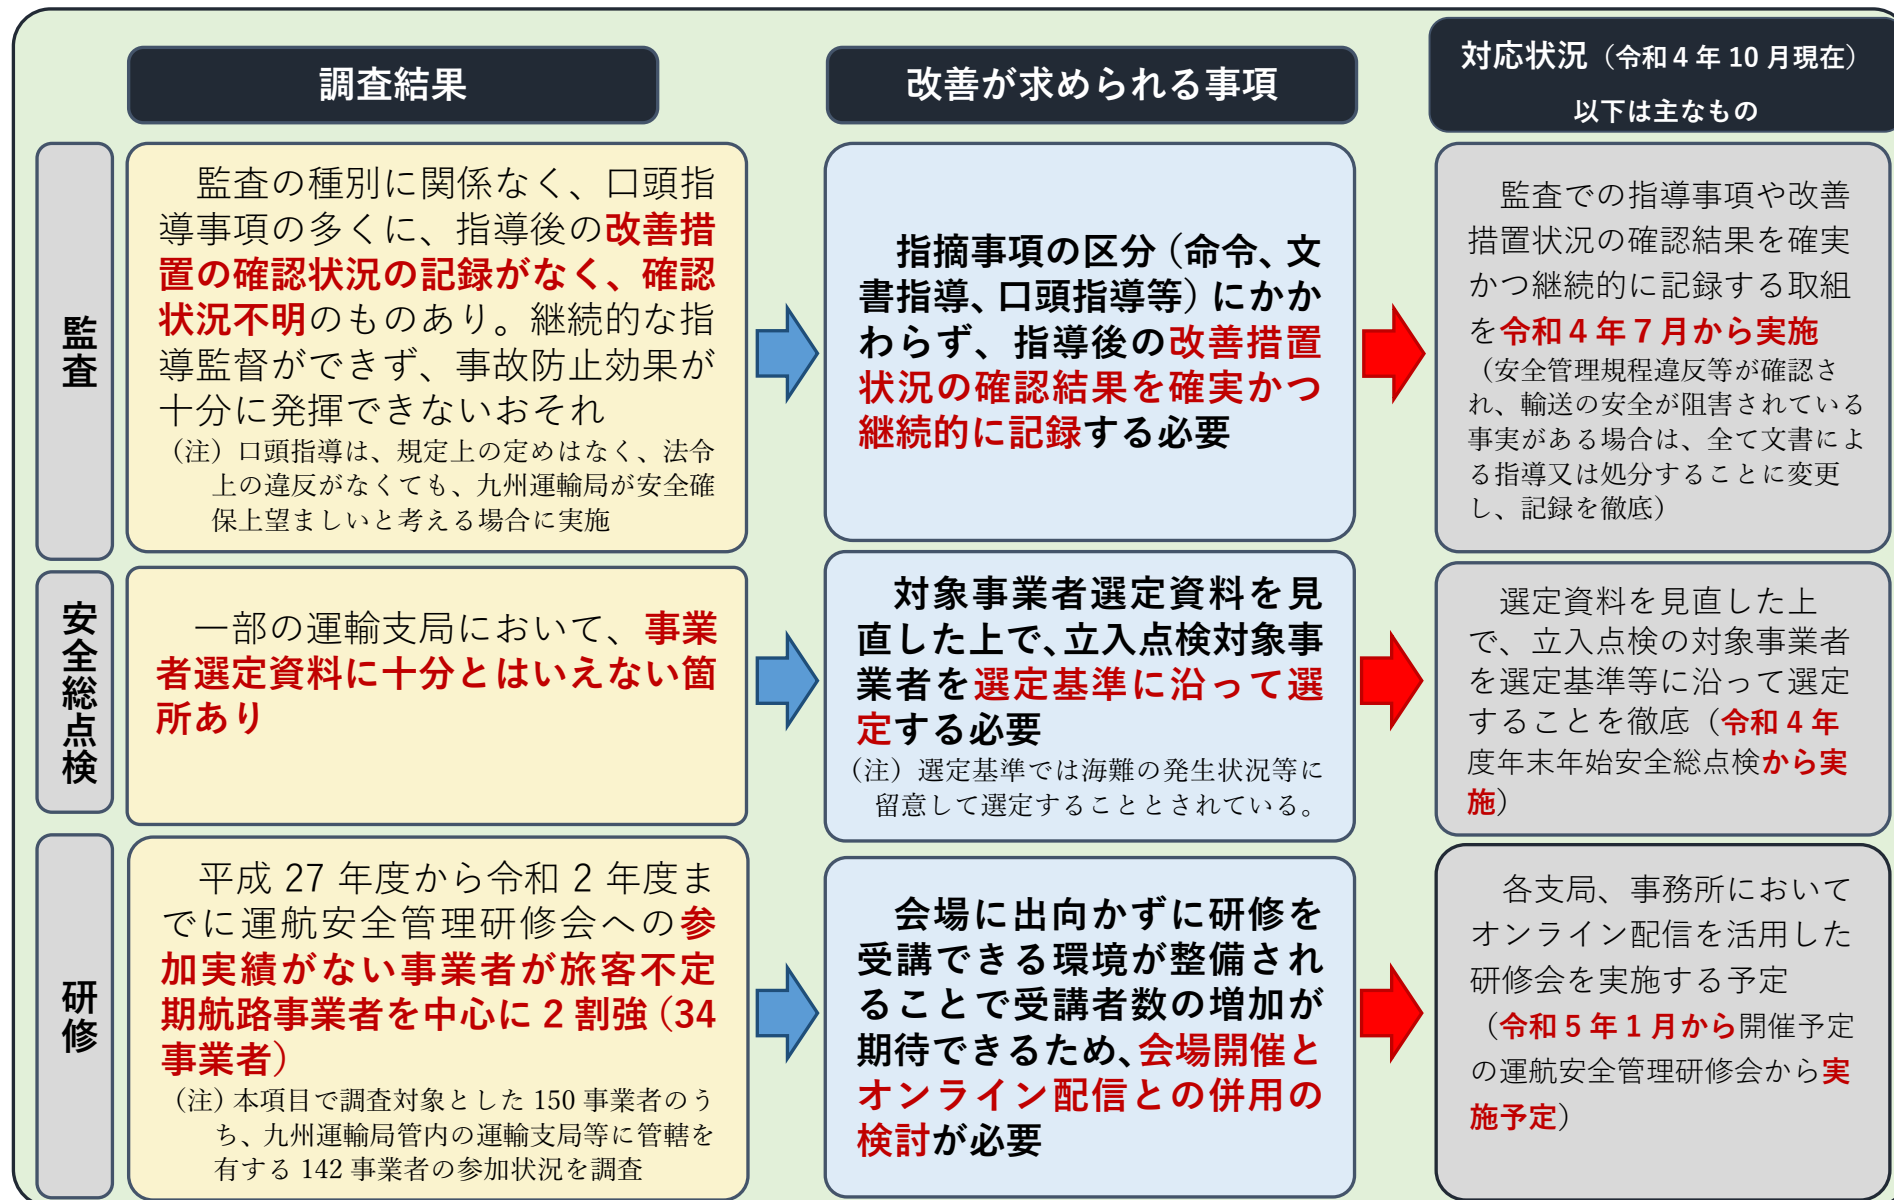 調査結果
改善が求められる事項
対応状況（令和４年 10 月現在）
以下は主なもの
監査
監査の種別に関係なく、口頭指
導事項の多くに、指導後の改善措
置の確認状況の記録がなく、確認
状況不明のものあり。継続的な指
導監督ができず、事故防止効果が
十分に発揮できないおそれ
（注）口頭指導は、規定上の定めはなく、法令
上の違反がなくても、九州運輸局が安全確
保上望ましいと考える場合に実施
指摘事項の区分（命令、文
書指導、口頭指導等）にかか
わらず、指導後の改善措置
状況の確認結果を確実かつ
継続的に記録する必要
監査での指導事項や改善
措置状況の確認結果を確実
かつ継続的に記録する取組
を令和４年７月から実施
（安全管理規程違反等が確認さ
れ、輸送の安全が阻害されている
事実がある場合は、全て文書によ
る指導又は処分することに変更
し、記録を徹底）
安全総点検
一部の運輸支局において、事業
者選定資料に十分とはいえない箇
所あり
対象事業者選定資料を見
直した上で、立入点検対象事
業者を選定基準に沿って選
定する必要
（注）選定基準では海難の発生状況等に
留意して選定することとされている。
選定資料を見直した上
で、立入点検の対象事業者
を選定基準等に沿って選定
することを徹底（令和４年
度年末年始安全総点検から実
施）
研修
平成 27 年度から令和 2 年度ま
でに運航安全管理研修会への参
加実績がない事業者が旅客不定
期航路事業者を中心に 2 割強（34
事業者）
（注）本項目で調査対象とした 150 事業者のう
ち、九州運輸局管内の運輸支局等に管轄を
有する 142 事業者の参加状況を調査
会場に出向かずに研修を
受講できる環境が整備され
ることで受講者数の増加が
期待できるため、会場開催と
オンライン配信との併用の
検討が必要
各支局、事務所において
オンライン配信を活用した
研修会を実施する予定
（令和５年１月から開催予定
の運航安全管理研修会から実
施予定）